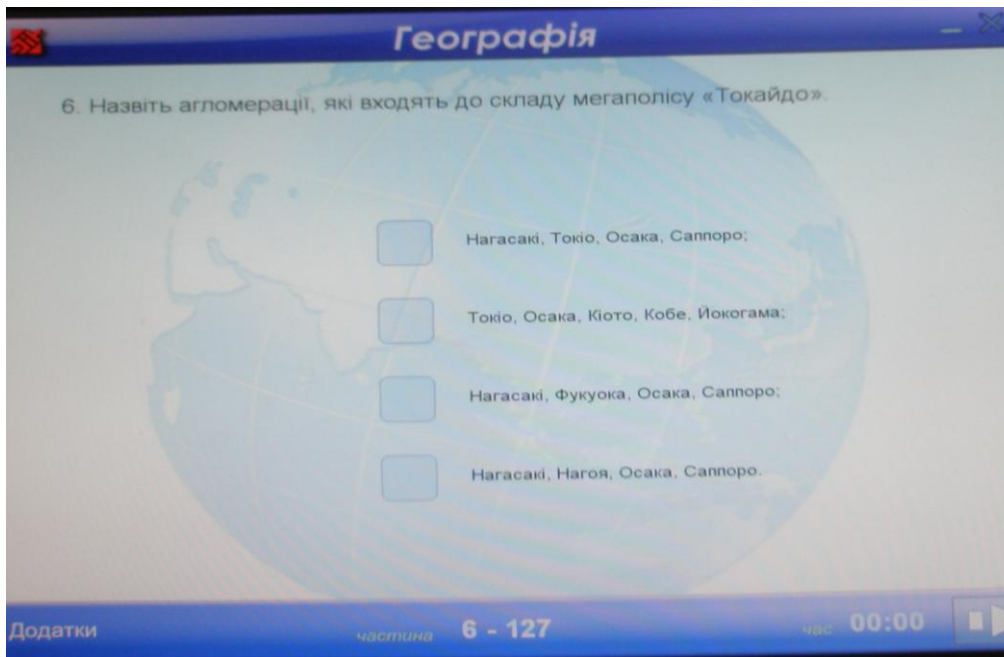 Географія
6. Назвіть агломерації, які входять до складу мегаполісу «Токайдо».
Нагасакі, Токіо, Осака, Саппоро;
Токіо, Осака, Кіото, Кобе, Йокогама;
Нагасакі, Фукуока, Осака, Саппоро;
Нагасакі, Нагоя, Осака, Саппоро.
Додатки частина 6 - 127 час 00:00